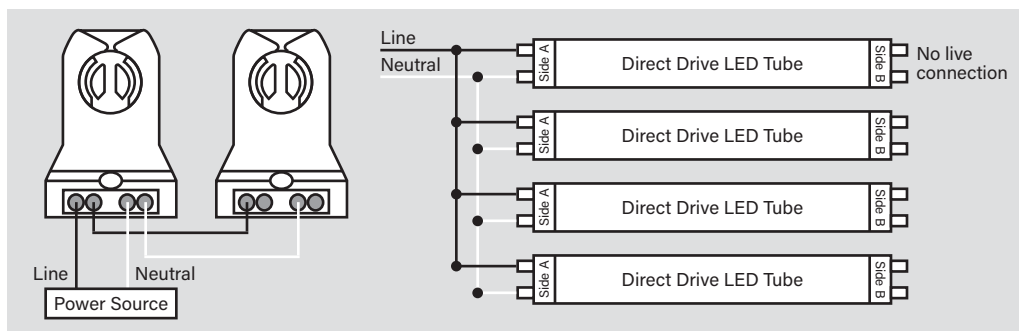 Line
Neutral
Power Source
Line
Neutral
Side A
Direct Drive LED Tube
Side B
No live
connection
Side A
Direct Drive LED Tube
Side B
Side A
Direct Drive LED Tube
Side B
Side A
Direct Drive LED Tube
Side B